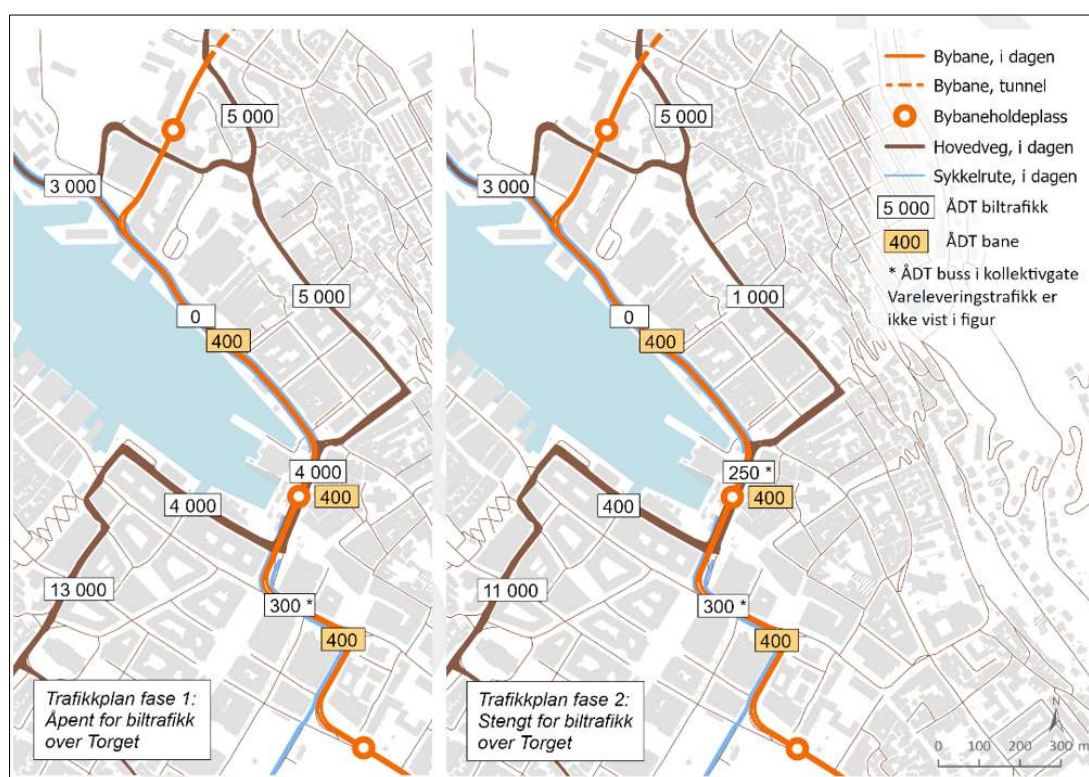 5 000
3 000
5 000
0
400
4 000
400
4 000
13 000
300 *
400
Trafikkplan fase 1:
Åpent for biltrafikk
over Torget
5 000
3 000
1 000
0
400
250 *
400
400
11 000
300 *
400
Trafikkplan fase 2:
Stengt for biltrafikk
over Torget
Bybane, i dagen
Bybane, tunnel
Bybaneholdeplass
Hovedveg, i dagen
Sykkelrute, i dagen
5 000 ÅDT biltrafikk
400 ÅDT bane
* ÅDT buss i kollektivgate
Vareleveringstrafikk er
ikke vist i figur
N
0 100 200 300 m